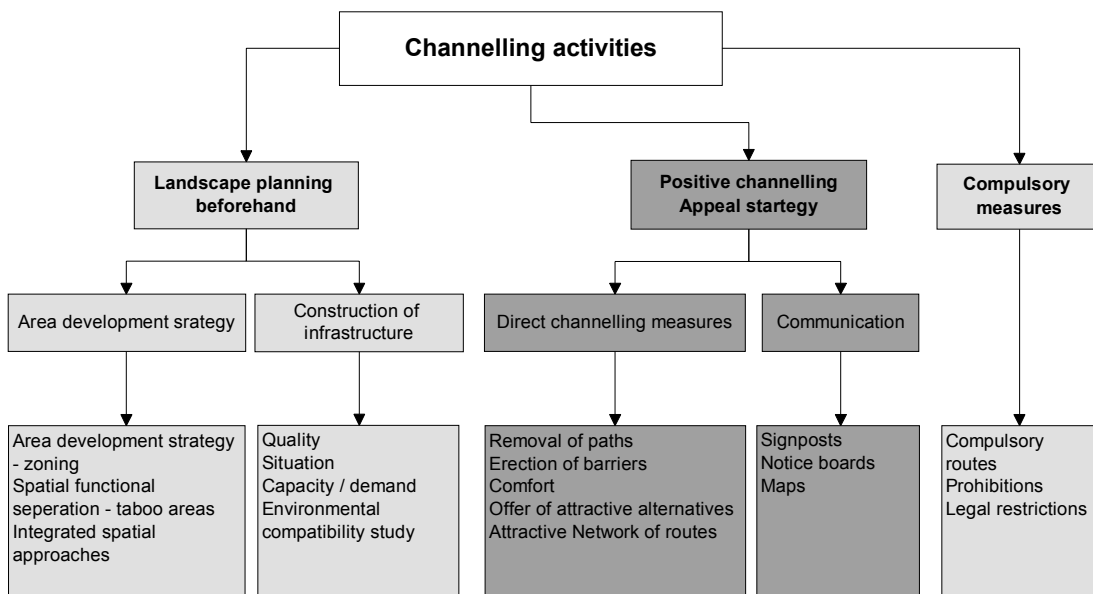 Channelling activities
Landscape planning
beforehand
Positive channelling
Appeal startegy
Compulsory
measures
Area development srategy
Construction of
infrastructure
Direct channelling measures
Communication
Area development strategy
- zoning
Spatial functional
seperation - taboo areas
Integrated spatial
approaches
Quality
Situation
Capacity / demand
Environmental
compatibility study
Removal of paths
Erection of barriers
Comfort
Offer of attractive alternatives
Attractive Network of routes
Signposts
Notice boards
Maps
Compulsory
routes
Prohibitions
Legal restrictions